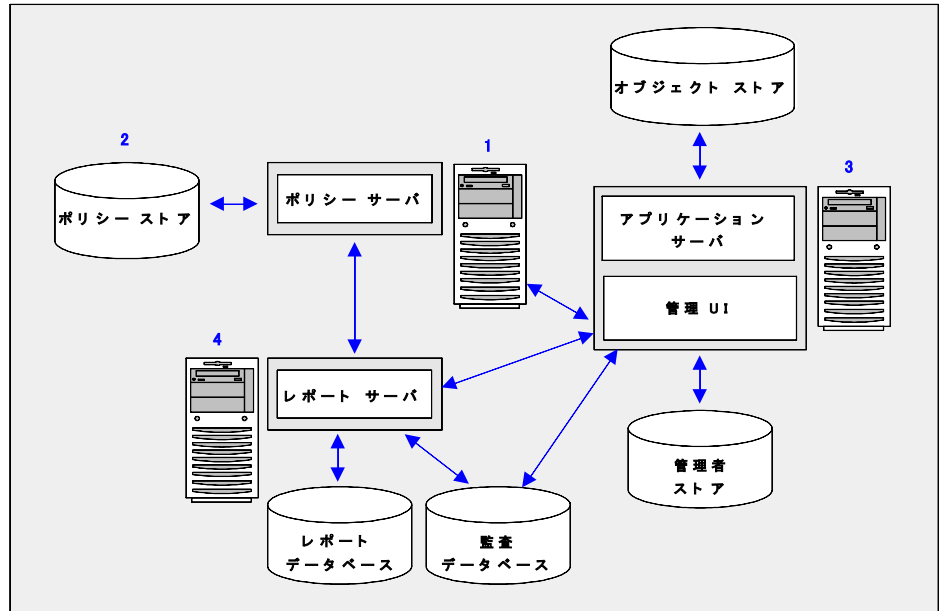 オブジェクト ストア
2
1
3
ポリシー ストア
ポリシー サーバ
アプリケーション
サーバ
管理 UI
4
レポート サーバ
管理者
ストア
レポート
データベース
監査
データベース